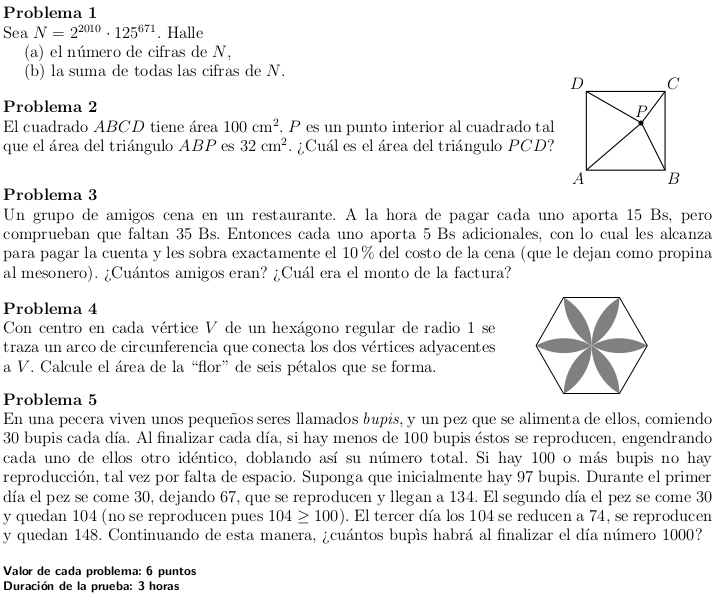 Problema 1
Sea N = 2^2010 · 125^671. Halle
(a) el número de cifras de N,
(b) la suma de todas las cifras de N.
Problema 2
El cuadrado ABCD tiene área 100 cm². P es un punto interior al cuadrado tal
que el área del triángulo ABP es 32 cm². ¿Cuál es el área del triángulo PCD?
D C
P
A B
Problema 3
Un grupo de amigos cena en un restaurante. A la hora de pagar cada uno aporta 15 Bs, pero
comprueban que faltan 35 Bs. Entonces cada uno aporta 5 Bs adicionales, con lo cual les alcanza
para pagar la cuenta y les sobra exactamente el 10 % del costo de la cena (que le dejan como propina
al mesonero). ¿Cuántos amigos eran? ¿Cuál era el monto de la factura?
Problema 4
Con centro en cada vértice V de un hexágono regular de radio 1 se
traza un arco de circunferencia que conecta los dos vértices adyacentes
a V. Calcule el área de la “flor” de seis pétalos que se forma.
Problema 5
En una pecera viven unos pequeños seres llamados bupis, y un pez que se alimenta de ellos, comiendo
30 bupis cada día. Al finalizar cada día, si hay menos de 100 bupis éstos se reproducen, engendrando
cada uno de ellos otro idéntico, doblando así su número total. Si hay 100 o más bupis no hay
reproducción, tal vez por falta de espacio. Suponga que inicialmente hay 97 bupis. Durante el primer
día el pez se come 30, dejando 67, que se reproducen y llegan a 134. El segundo día el pez se come 30
y quedan 104 (no se reproducen pues 104 ≥ 100). El tercer día los 104 se reducen a 74, se reproducen
y quedan 148. Continuando de esta manera, ¿cuántos bupìs habrá al finalizar el día número 1000?
Valor de cada problema: 6 puntos
Duración de la prueba: 3 horas